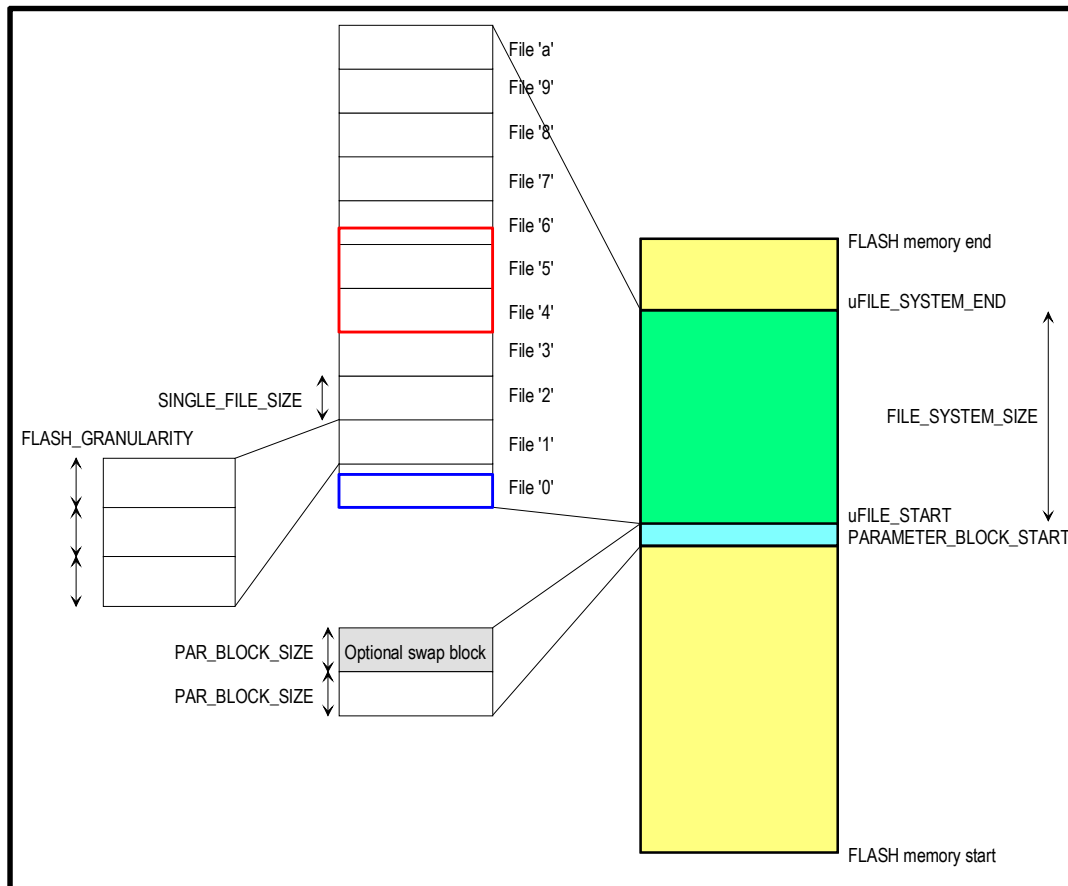 File 'a'
File '9'
File '8'
File '7'
File '6'
File '5'
File '4'
File '3'
File '2'
File '1'
File '0'
SINGLE_FILE_SIZE
FLASH_GRANULARITY
PAR_BLOCK_SIZE
Optional swap block
PAR_BLOCK_SIZE
FLASH memory end
uFILE_SYSTEM_END
FILE_SYSTEM_SIZE
uFILE_START
PARAMETER_BLOCK_START
FLASH memory start